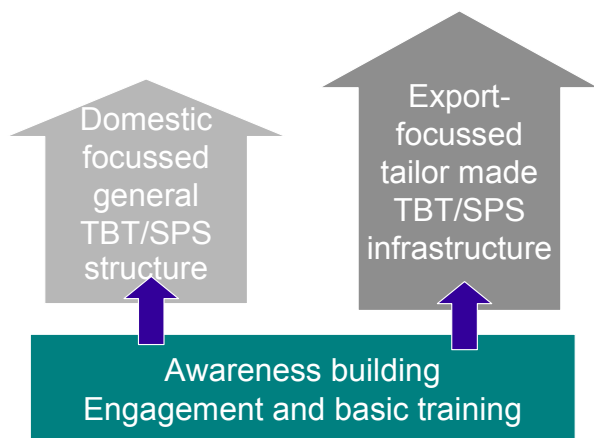 Domestic
focussed
general
TBT/SPS
structure
Export-
focussed
tailor made
TBT/SPS
infrastructure
Awareness building
Engagement and basic training